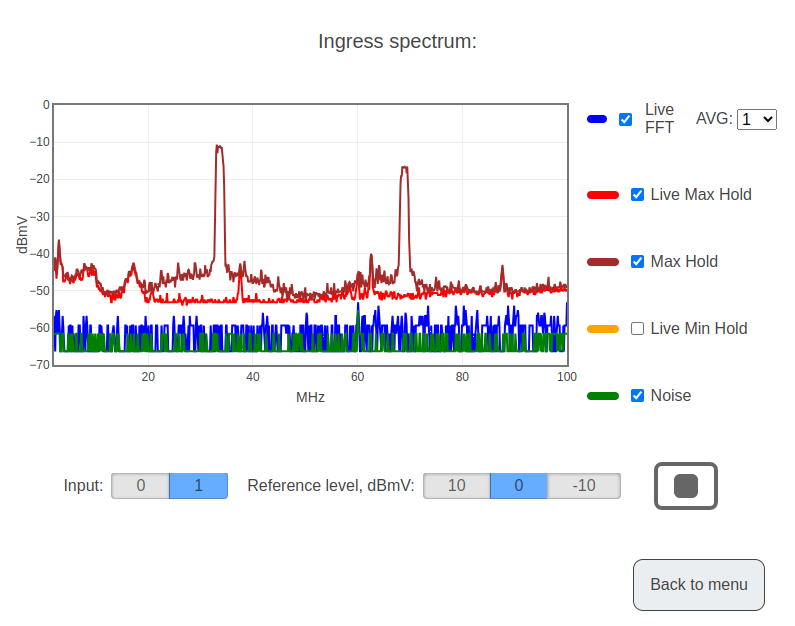 Ingress spectrum:
0
−10
−20
−30
−40
−50
−60
−70
dBmV
20 40 60 80 100
MHz
Live FFT AVG: 1
Live Max Hold
Max Hold
Live Min Hold
Noise
Input: 0 1 Reference level, dBmV: 10 0 -10
Back to menu